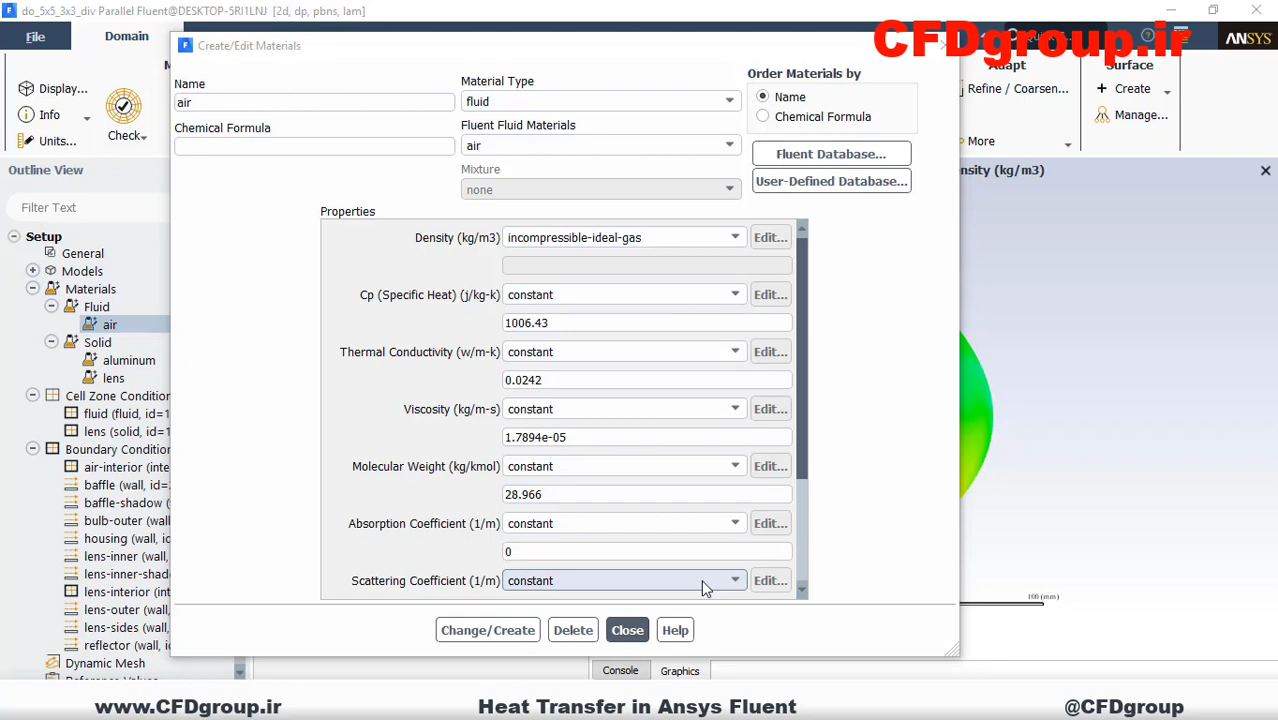 do_5x5_3x3_div Parallel Fluent@DESKTOP-5RI1LNJ [2d, dp, pbns, lam]
CFDgroup.ir
File
Domain
ANSYS
Create/Edit Materials
Name
air
Chemical Formula
Material Type
fluid
Fluent Fluid Materials
air
Mixture
none
Order Materials by
Name
Chemical Formula
Fluent Database...
User-Defined Database...
Display...
Info
Units...
Check
Adapt
Refine / Coarsen...
More
Surface
Create
Manage...
Outline View
Filter Text
Setup
General
Models
Materials
Fluid
air
Solid
aluminum
lens
Cell Zone Condition
fluid (fluid, id=1
lens (solid, id=1
Boundary Condition
air-interior (inte
baffle (wall, id=
baffle-shadow (
bulb-outer (wall,
housing (wall, id
lens-inner (wall,
lens-inner-shad
lens-interior (int
lens-outer (wall,
lens-sides (wall,
reflector (wall, i
Dynamic Mesh
Reference Values
Properties
Density (kg/m3) incompressible-ideal-gas Edit...
Cp (Specific Heat) (j/kg-k) constant Edit...
1006.43
Thermal Conductivity (w/m-k) constant Edit...
0.0242
Viscosity (kg/m-s) constant Edit...
1.7894e-05
Molecular Weight (kg/kmol) constant Edit...
28.966
Absorption Coefficient (1/m) constant Edit...
0
Scattering Coefficient (1/m) constant Edit...
Change/Create
Delete
Close
Help
nsity (kg/m3)
100 (mm)
Console
Graphics
www.CFDgroup.ir
Heat Transfer in Ansys Fluent
@CFDgroup